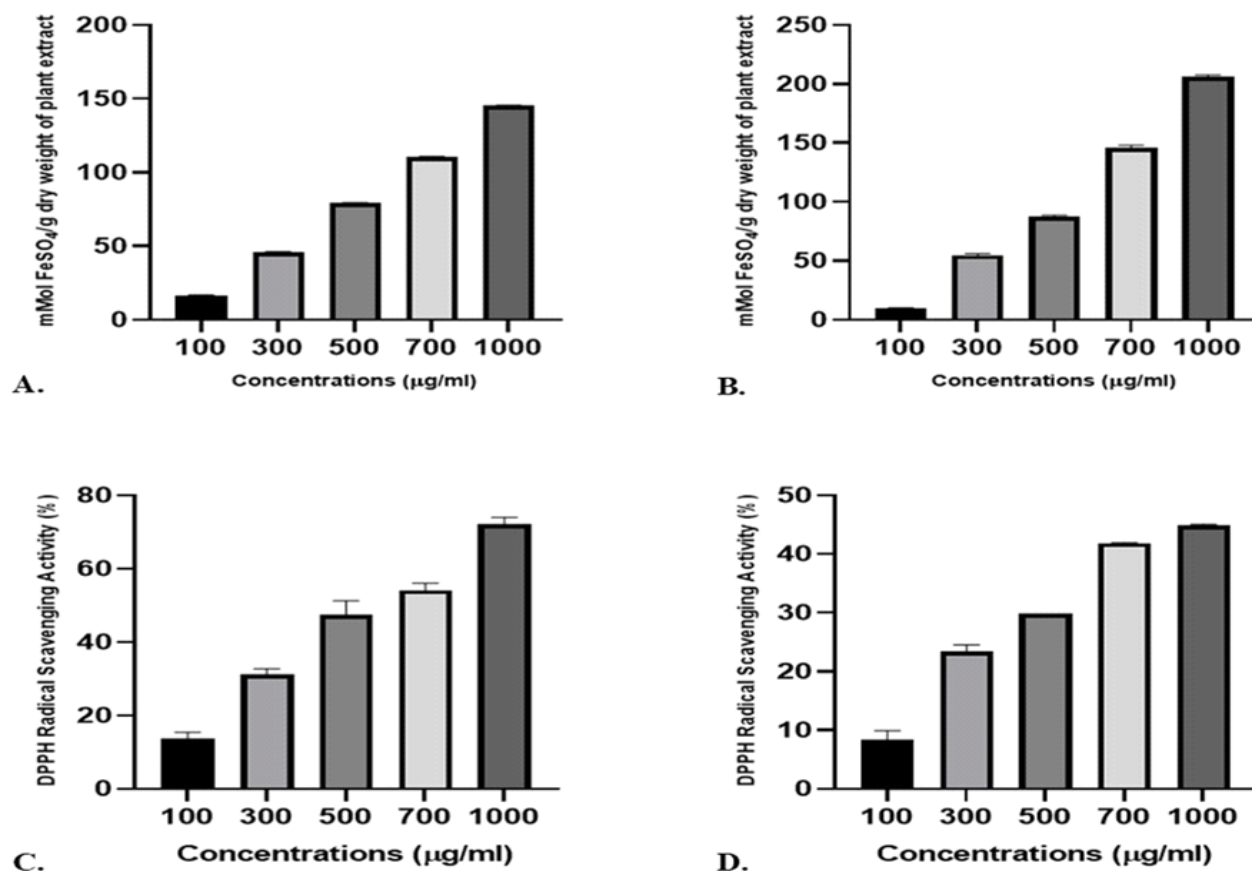 mMol FeSO₄/g dry weight of plant extract
200
150
100
50
0
100 300 500 700 1000
Concentrations (µg/ml)
A.
mMol FeSO₄/g dry weight of plant extract
250
200
150
100
50
0
100 300 500 700 1000
Concentrations (µg/ml)
B.
DPPH Radical Scavenging Activity (%)
80
60
40
20
0
100 300 500 700 1000
Concentrations (µg/ml)
C.
DPPH Radical Scavenging Activity (%)
50
40
30
20
10
0
100 300 500 700 1000
Concentrations (µg/ml)
D.